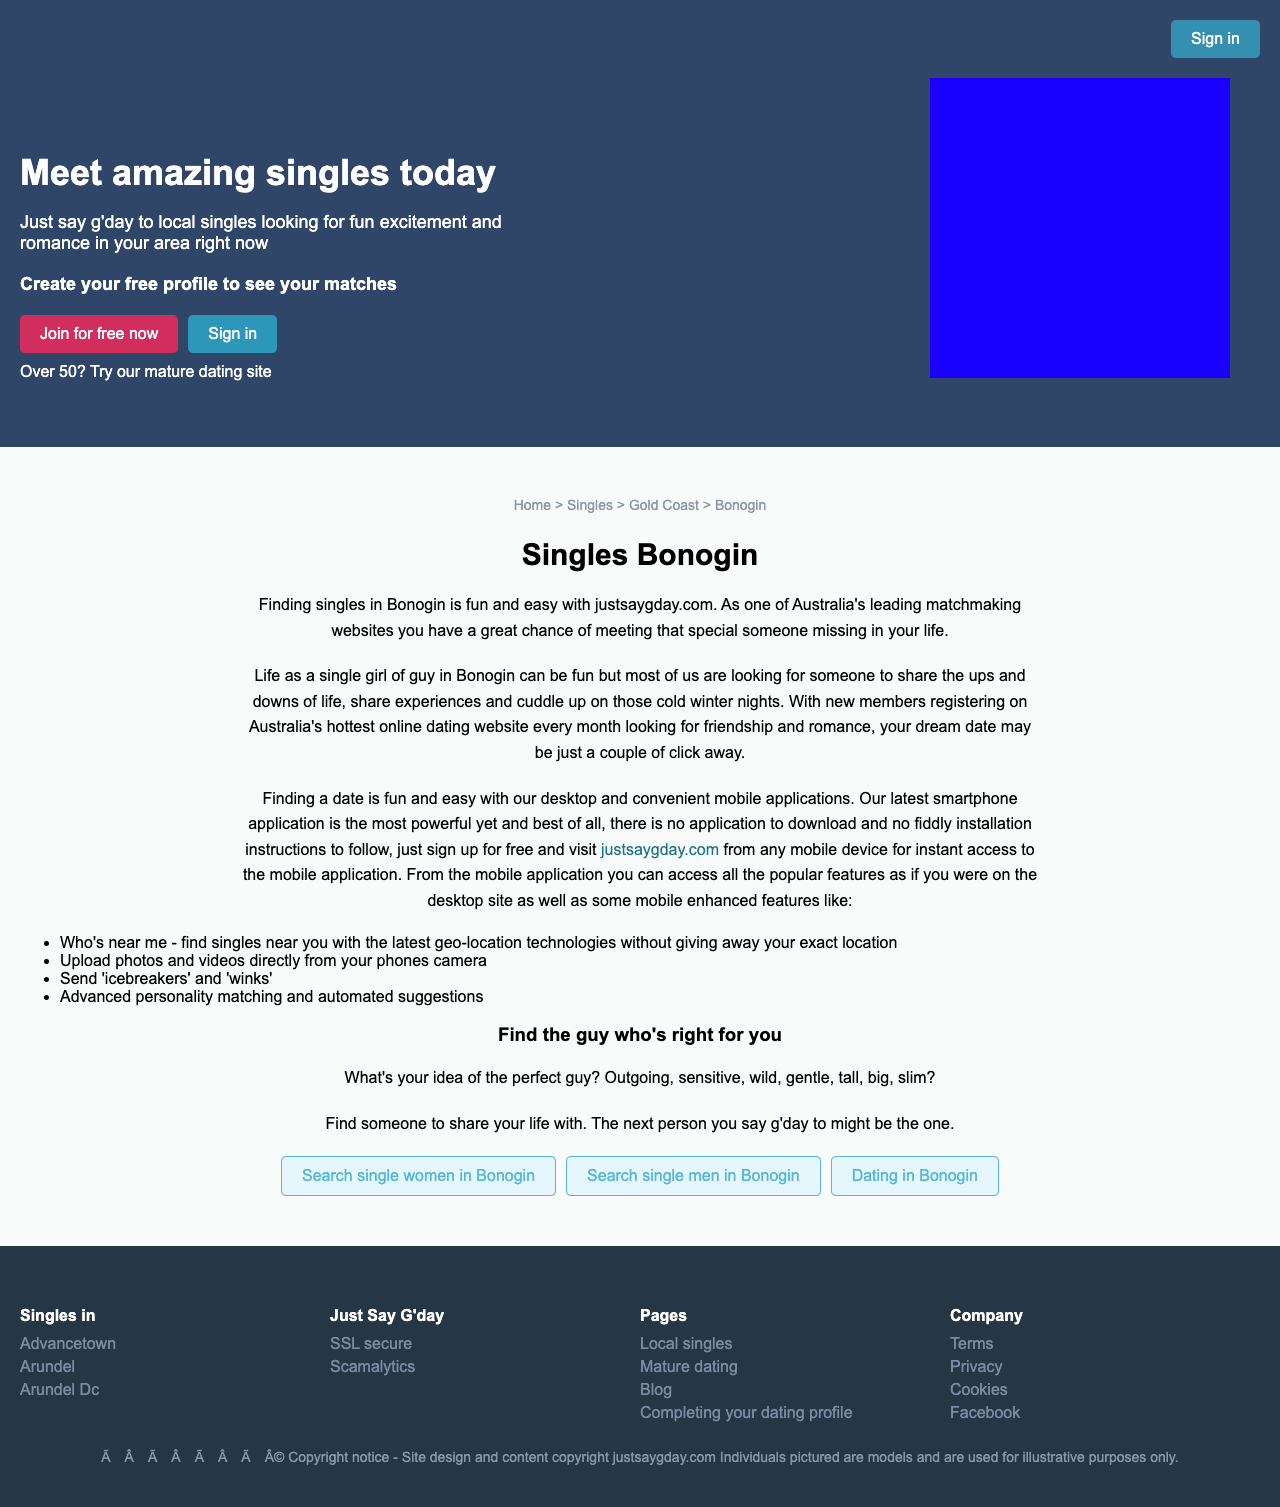 Sign in
Meet amazing singles today
Just say g'day to local singles looking for fun excitement and
romance in your area right now
Create your free profile to see your matches
Join for free now
Sign in
Over 50? Try our mature dating site
Home > Singles > Gold Coast > Bonogin
Singles Bonogin
Finding singles in Bonogin is fun and easy with justsaygday.com. As one of Australia's leading matchmaking
websites you have a great chance of meeting that special someone missing in your life.
Life as a single girl of guy in Bonogin can be fun but most of us are looking for someone to share the ups and
downs of life, share experiences and cuddle up on those cold winter nights. With new members registering on
Australia's hottest online dating website every month looking for friendship and romance, your dream date may
be just a couple of click away.
Finding a date is fun and easy with our desktop and convenient mobile applications. Our latest smartphone
application is the most powerful yet and best of all, there is no application to download and no fiddly installation
instructions to follow, just sign up for free and visit justsaygday.com from any mobile device for instant access to
the mobile application. From the mobile application you can access all the popular features as if you were on the
desktop site as well as some mobile enhanced features like:
• Who's near me - find singles near you with the latest geo-location technologies without giving away your exact location
• Upload photos and videos directly from your phones camera
• Send 'icebreakers' and 'winks'
• Advanced personality matching and automated suggestions
Find the guy who's right for you
What's your idea of the perfect guy? Outgoing, sensitive, wild, gentle, tall, big, slim?
Find someone to share your life with. The next person you say g'day to might be the one.
Search single women in Bonogin
Search single men in Bonogin
Dating in Bonogin
Singles in
Advancetown
Arundel
Arundel Dc
Just Say G'day
SSL secure
Scamalytics
Pages
Local singles
Mature dating
Blog
Completing your dating profile
Company
Terms
Privacy
Cookies
Facebook
Ã Â Ã Â Ã Â Ã Â© Copyright notice - Site design and content copyright justsaygday.com Individuals pictured are models and are used for illustrative purposes only.